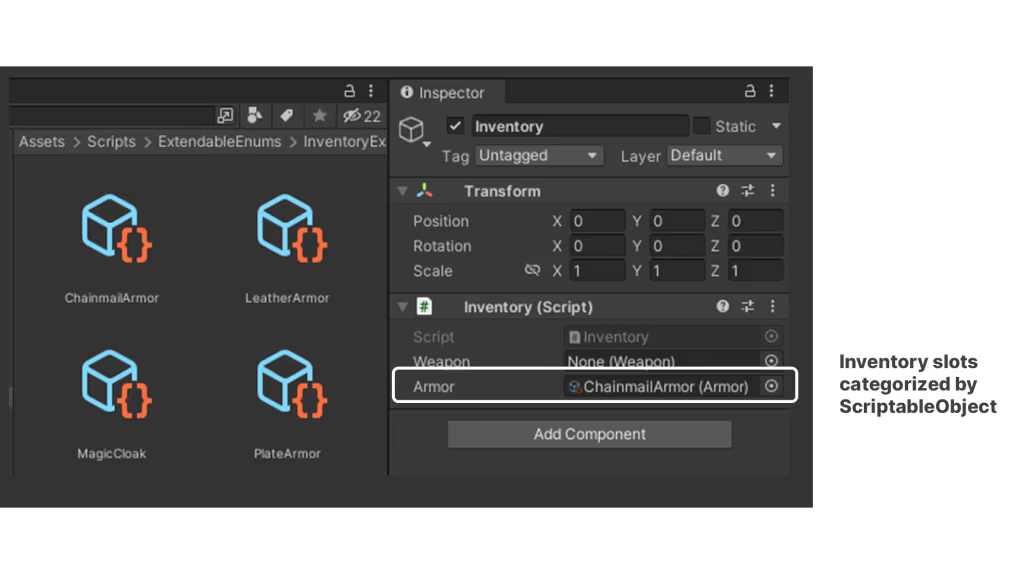 22
Assets > Scripts > ExtendableEnums > InventoryEx
ChainmailArmor
LeatherArmor
MagicCloak
PlateArmor
Inspector
Inventory
Static
Tag Untagged
Layer Default
Transform
Position X 0 Y 0 Z 0
Rotation X 0 Y 0 Z 0
Scale X 1 Y 1 Z 1
# Inventory (Script)
Script Inventory
Weapon None (Weapon)
Armor ChainmailArmor (Armor)
Add Component
Inventory slots
categorized by
ScriptableObject